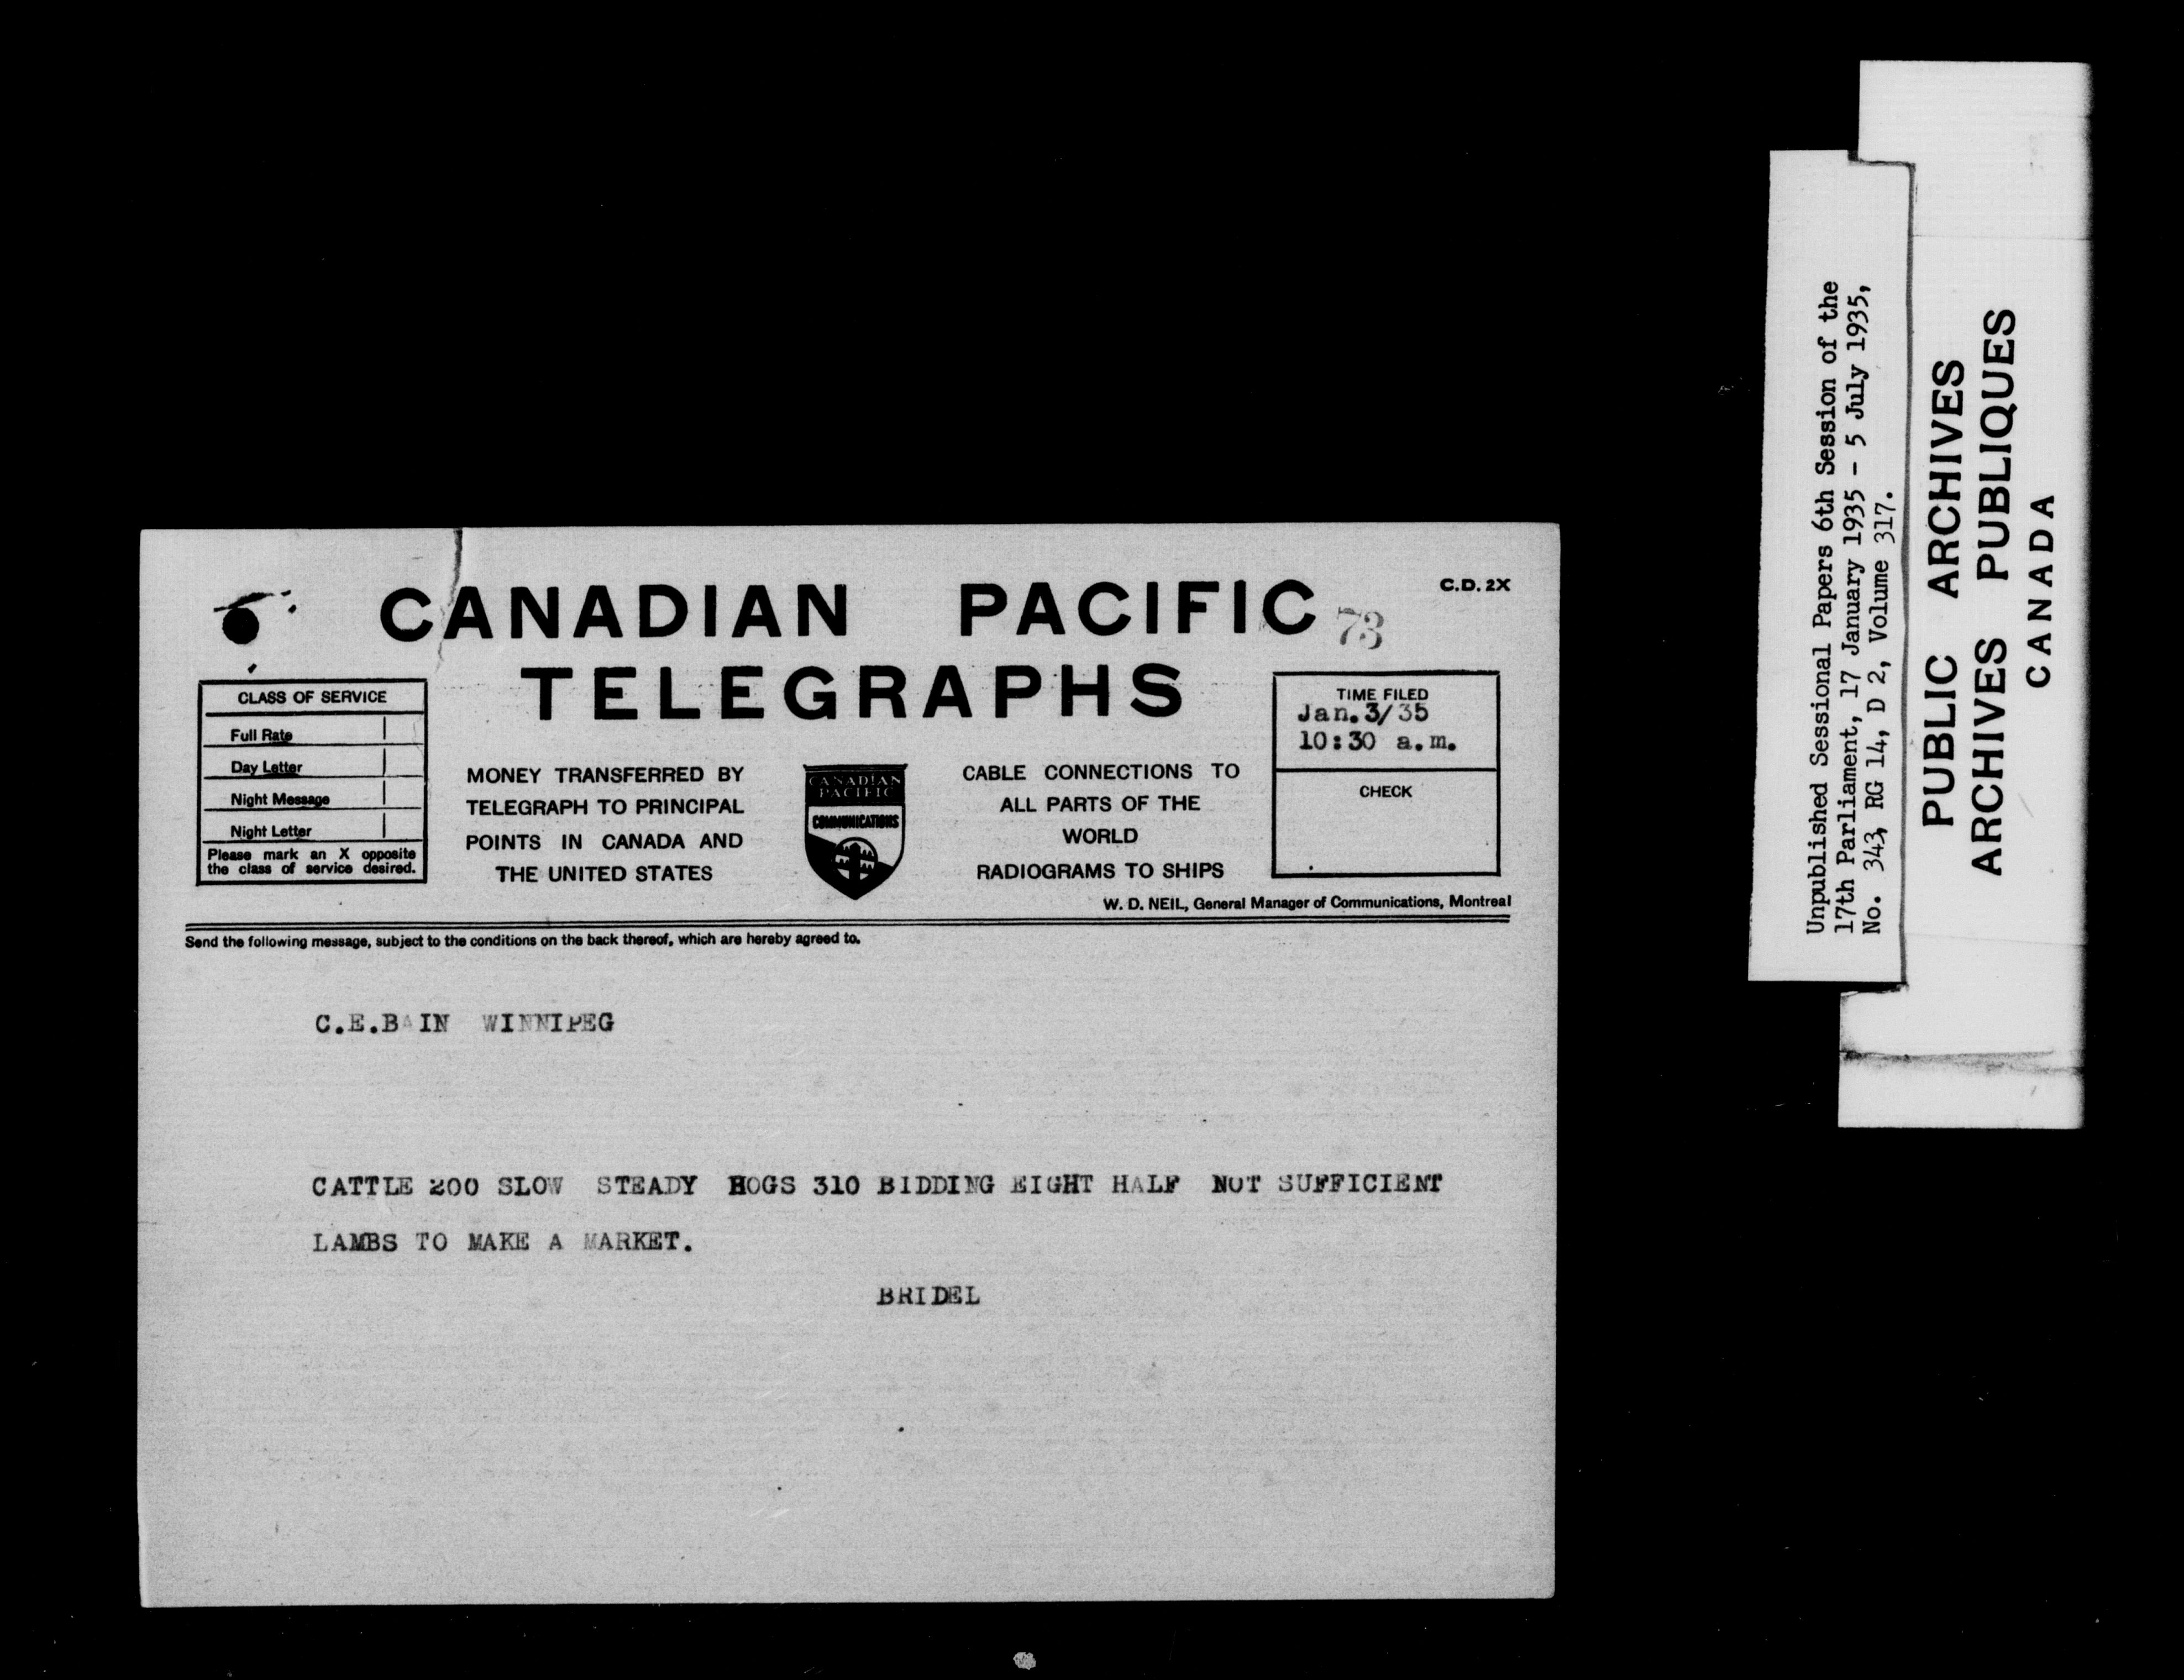 C.D. 2X
CANADIAN PACIFIC
73
TELEGRAPHS
CLASS OF SERVICE
Full Rate
Day Letter
Night Message
Night Letter
Please mark an X opposite
the class of service desired.
MONEY TRANSFERRED BY
TELEGRAPH TO PRINCIPAL
POINTS IN CANADA AND
THE UNITED STATES
CANADIAN
PACIFIC
COMMUNICATIONS
CABLE CONNECTIONS TO
ALL PARTS OF THE
WORLD
RADIOGRAMS TO SHIPS
TIME FILED
Jan.3/35
10:30 a.m.
CHECK
W. D. NEIL, General Manager of Communications, Montreal
Send the following message, subject to the conditions on the back thereof, which are hereby agreed to.
C.E.BAIN WINNIPEG
CATTLE 200 SLOW STEADY HOGS 310 BIDDING EIGHT HALF NOT SUFFICIENT
LAMBS TO MAKE A MARKET.
BRIDEL
Unpublished Sessional Papers 6th Session of the
17th Parliament, 17 January 1935 - 5 July 1935,
No. 343, RG 14, D 2, Volume 317.
PUBLIC ARCHIVES
ARCHIVES PUBLIQUES
CANADA